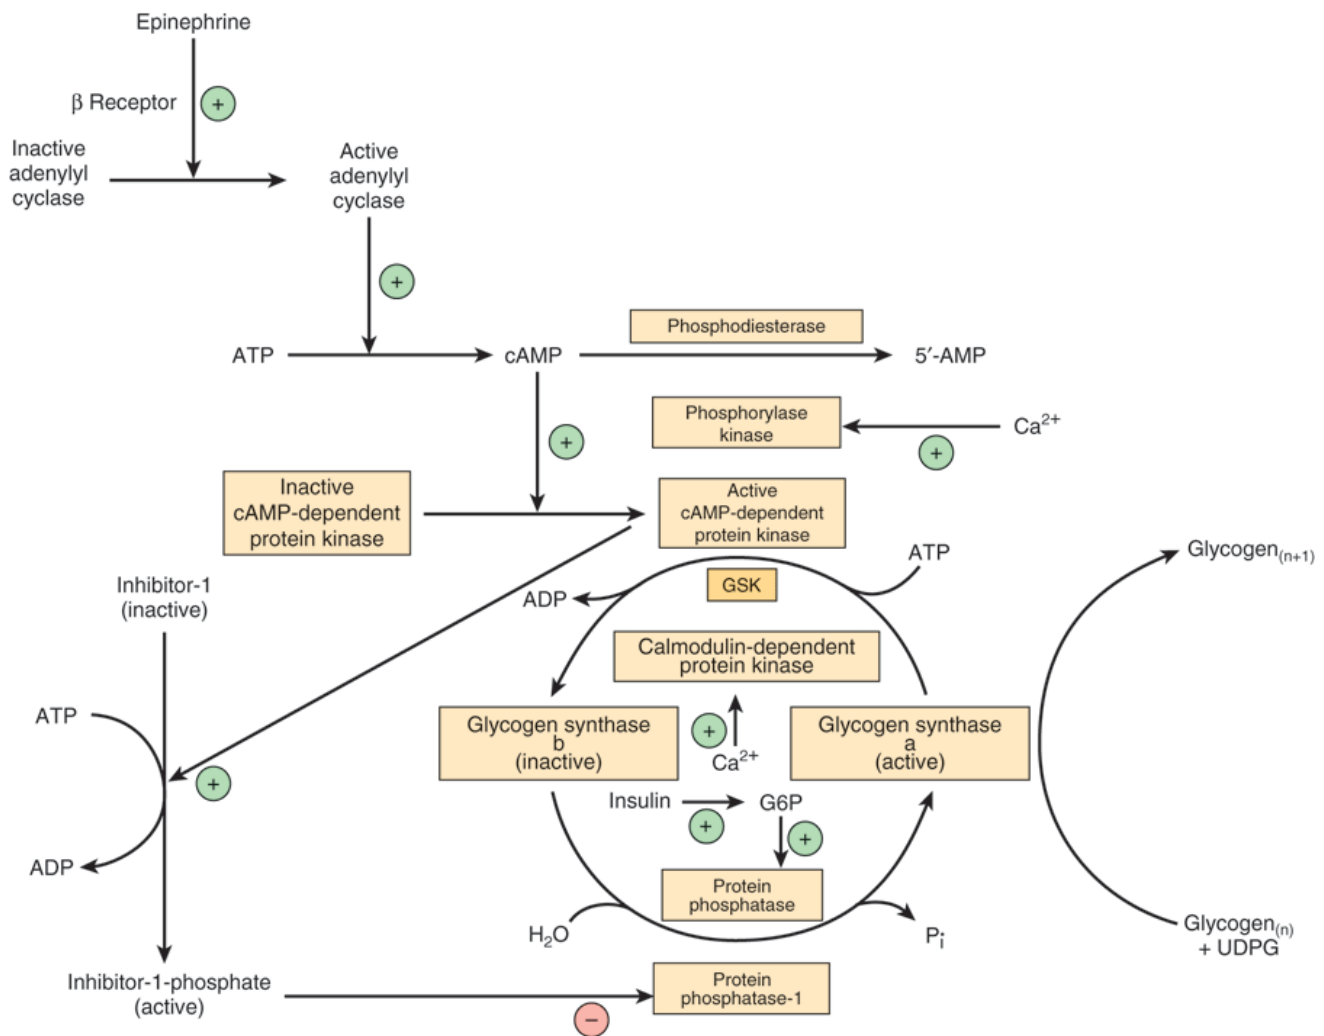 Epinephrine
β Receptor
+
Inactive
adenylyl
cyclase
Active
adenylyl
cyclase
+
Phosphodiesterase
ATP
cAMP
5′-AMP
Phosphorylase
kinase
Ca²⁺
+
+
Inactive
cAMP-dependent
protein kinase
Active
cAMP-dependent
protein kinase
ATP
Glycogen(n+1)
Inhibitor-1
(inactive)
ADP
GSK
Calmodulin-dependent
protein kinase
ATP
Glycogen synthase
b
(inactive)
+
Ca²⁺
Glycogen synthase
a
(active)
+
Insulin
G6P
+
+
ADP
Protein
phosphatase
H₂O
Pi
Glycogen(n)
+ UDPG
Inhibitor-1-phosphate
(active)
−
Protein
phosphatase-1